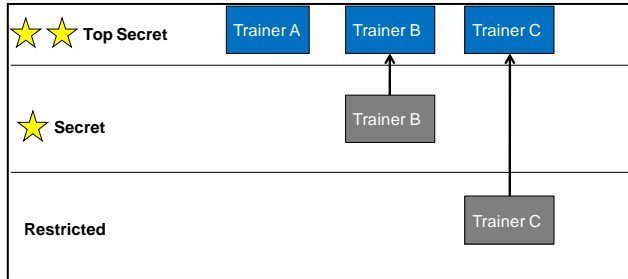 Top Secret
Trainer A
Trainer B
Trainer C
Secret
Trainer B
Restricted
Trainer C